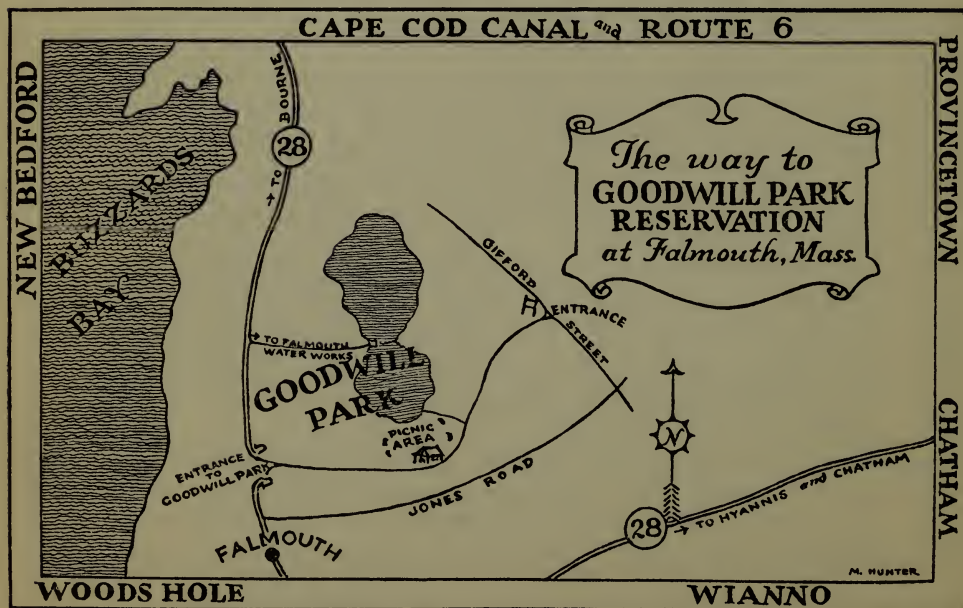 CAPE COD CANAL and ROUTE 6
NEW BEDFORD
PROVINCETOWN
CHATHAM
BUZZARDS
BAY
→ TO BOURNE
28
The way to
GOODWILL PARK
RESERVATION
at Falmouth, Mass.
GIFFORD
STREET
ENTRANCE
→ TO FALMOUTH
WATER WORKS
GOODWILL
PARK
PICNIC
AREA
ENTRANCE
TO
GOODWILL PARK
JONES ROAD
N
FALMOUTH
28
→ TO HYANNIS and CHATHAM
M. HUNTER
WOODS HOLE
WIANNO